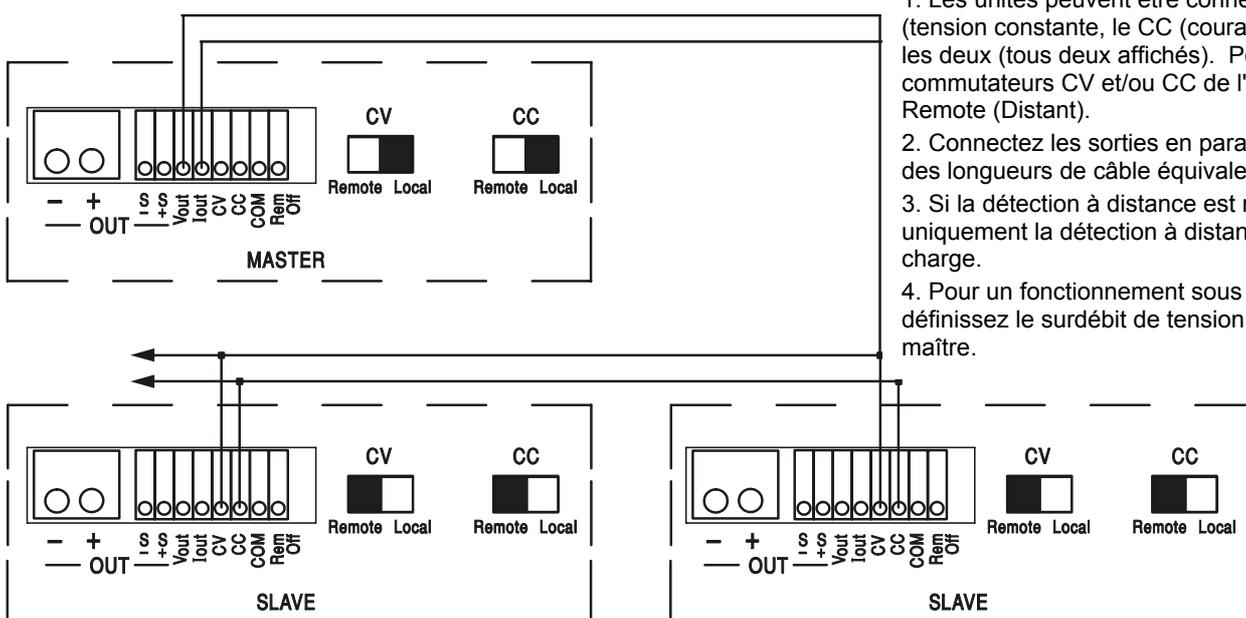 1. Les unités peuvent être
(tension constante, le CC
les deux (tous deux affichés).
commutateurs CV et/ou CC de
Remote (Distant).
2. Connectez les sorties en
des longueurs de câble
3. Si la détection à distance est
uniquement la détection à
charge.
4. Pour un fonctionnement sous
définissez le surdébit de tension
maître.
CV CC
Remote Local Remote Local
- + S - +S Vout Iout CV CC COM Rem Off
OUT
MASTER
CV CC
Remote Local Remote Local
- + S - +S Vout Iout CV CC COM Rem Off
OUT
SLAVE
CV CC
Remote Local Remote Local
- + S - +S Vout Iout CV CC COM Rem Off
OUT
SLAVE